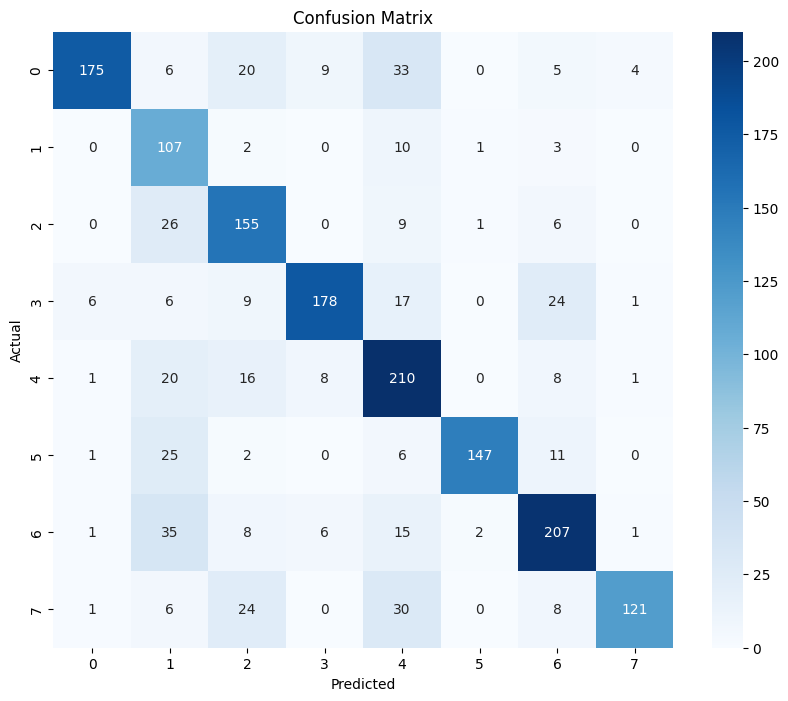 Confusion Matrix
0 175 6 20 9 33 0 5 4
1 0 107 2 0 10 1 3 0
2 0 26 155 0 9 1 6 0
3 6 6 9 178 17 0 24 1
4 1 20 16 8 210 0 8 1
5 1 25 2 0 6 147 11 0
6 1 35 8 6 15 2 207 1
7 1 6 24 0 30 0 8 121
0 1 2 3 4 5 6 7
Predicted
Actual
200
175
150
125
100
75
50
25
0